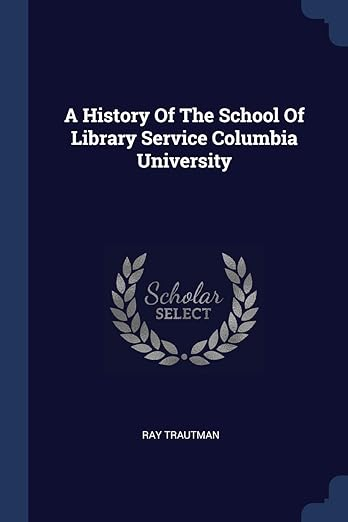 A History Of The School Of
Library Service Columbia
University
Scholar
SELECT
RAY TRAUTMAN